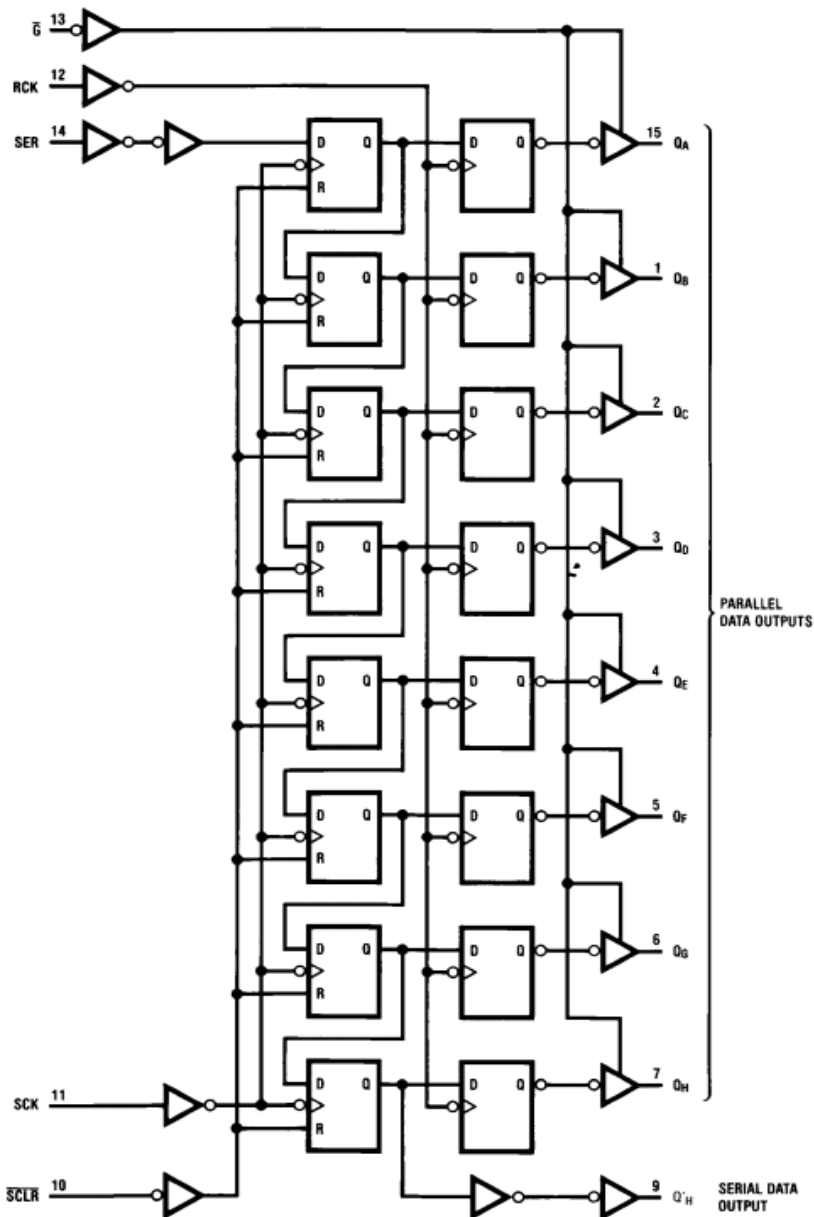 G̅ 13
RCK 12
SER 14
D Q D Q 15 QA
R
D Q D Q 1 QB
R
D Q D Q 2 QC
R
D Q D Q 3 QD
R
D Q D Q 4 QE
R
D Q D Q 5 QF
R
D Q D Q 6 QG
R
D Q D Q 7 QH
R
PARALLEL
DATA OUTPUTS
SCK 11
S̅C̅L̅R̅ 10
9 Q'H
SERIAL DATA
OUTPUT